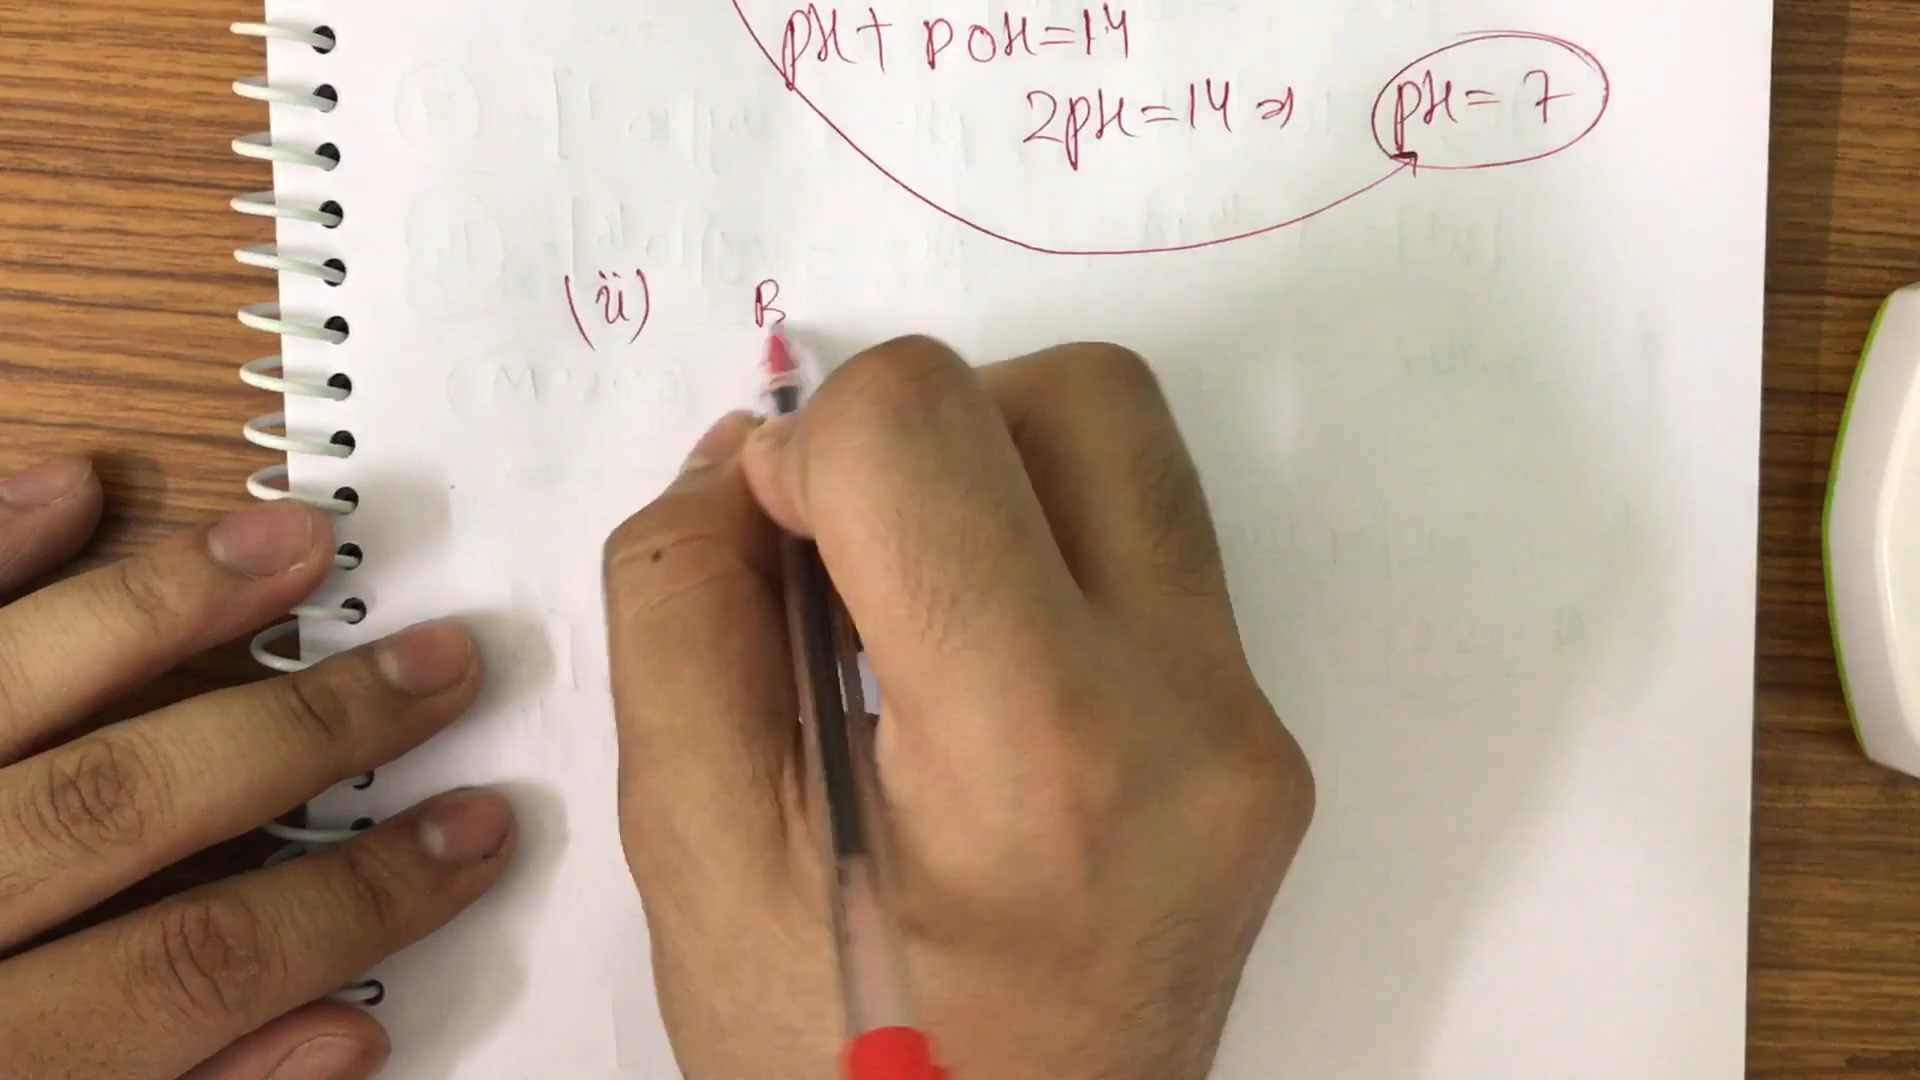 pH + pOH = 14
2pH = 14 ⇒ pH = 7
(ii) B